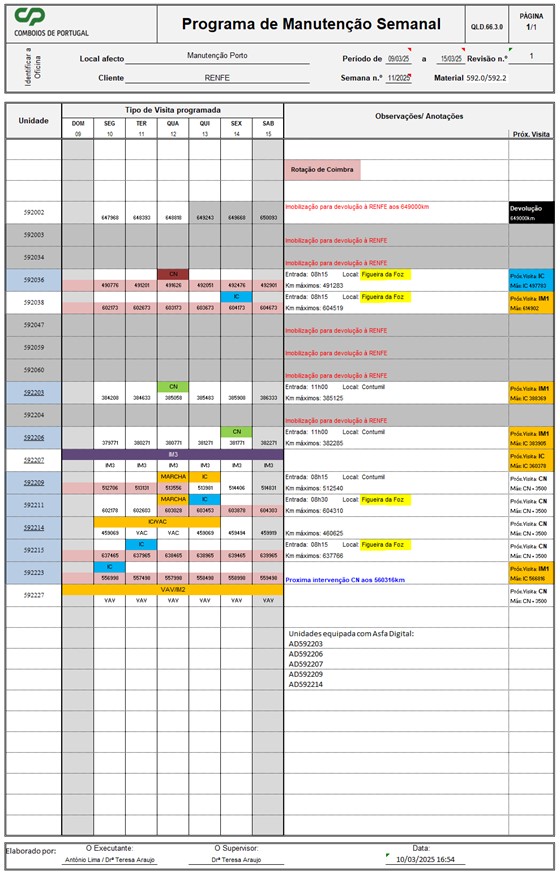 CP
COMBOIOS DE PORTUGAL
Programa de Manutenção Semanal
QLD.66.3.0
PÁGINA
1/1
Identificar a Oficina
Local afecto Manutenção Porto Periodo de 09/03/25 a 15/03/25 Revisão n.º 1
Cliente RENFE Semana n.º 11/2025 Material 592.0/592.2
Unidade Tipo de Visita programada Observações/ Anotações
DOM SEG TER QUA QUI SEX SAB
09 10 11 12 13 14 15 Próx. Visita
Rotação de Coimbra
592002 647968 648393 648818 649243 649668 650093 Imobilização para devolução à RENFE aos 649000km Devolução 649000km
592003 Imobilização para devolução à RENFE
592034 Imobilização para devolução à RENFE
592036 CN Entrada: 08h15 Local: Figueira da Foz Próx.Visita: IC
490776 491201 491626 492051 492476 492901 Km máximos: 491283 Máx: IC 497783
592038 IC Entrada: 08h15 Local: Figueira da Foz Próx.Visita: IM1
602173 602673 603173 603673 604173 604673 Km máximos: 604519 Máx: 614902
592047 Imobilização para devolução à RENFE
592059 Imobilização para devolução à RENFE
592060 Imobilização para devolução à RENFE
592203 CN Entrada: 11h00 Local: Contumil Próx.Visita: IM1
384208 384633 385058 385483 385908 386333 Km máximos: 385125 Máx: IC 388369
592204 Imobilização para devolução à RENFE
592206 CN Entrada: 11h00 Local: Contumil Próx.Visita: IM1
379771 380271 380771 381271 381771 382271 Km máximos: 382285 Máx: IC 383905
592207 IM3 Próx.Visita: IC
IM3 IM3 IM3 IM3 IM3 IM3 Máx: IC 360378
592209 MARCHA IC Entrada: 08h15 Local: Contumil Próx.Visita: CN
512706 513131 513556 513981 514406 514831 Km máximos: 512540 Máx: CN + 3500
592211 MARCHA IC Entrada: 08h30 Local: Figueira da Foz Próx.Visita: CN
602178 602603 603028 603453 603878 604303 Km máximos: 604310 Máx: CN + 3500
592214 IC/VAC Próx.Visita: CN
459069 VAC VAC 459069 459494 459919 Km máximos: 460625 Máx: CN + 3500
592215 IC Entrada: 08h15 Local: Figueira da Foz Próx.Visita: CN
637465 637965 638465 638965 639465 639965 Km máximos: 637766 Máx: CN + 3500
592223 IC Próx.Visita: IM1
556998 557498 557998 558498 558998 559498 Proxima intervenção CN aos 560316km Máx: IC 566816
592227 VAV/IM2 Próx.Visita: CN
VAV VAV VAV VAV VAV VAV Máx: CN + 3500
Unidades equipada com Asfa Digital:
AD592203
AD592206
AD592207
AD592209
AD592214
Elaborado por: O Executante: O Supervisor: Data:
António Lima / Drª Teresa Araujo Drª Teresa Araujo 10/03/2025 16:54